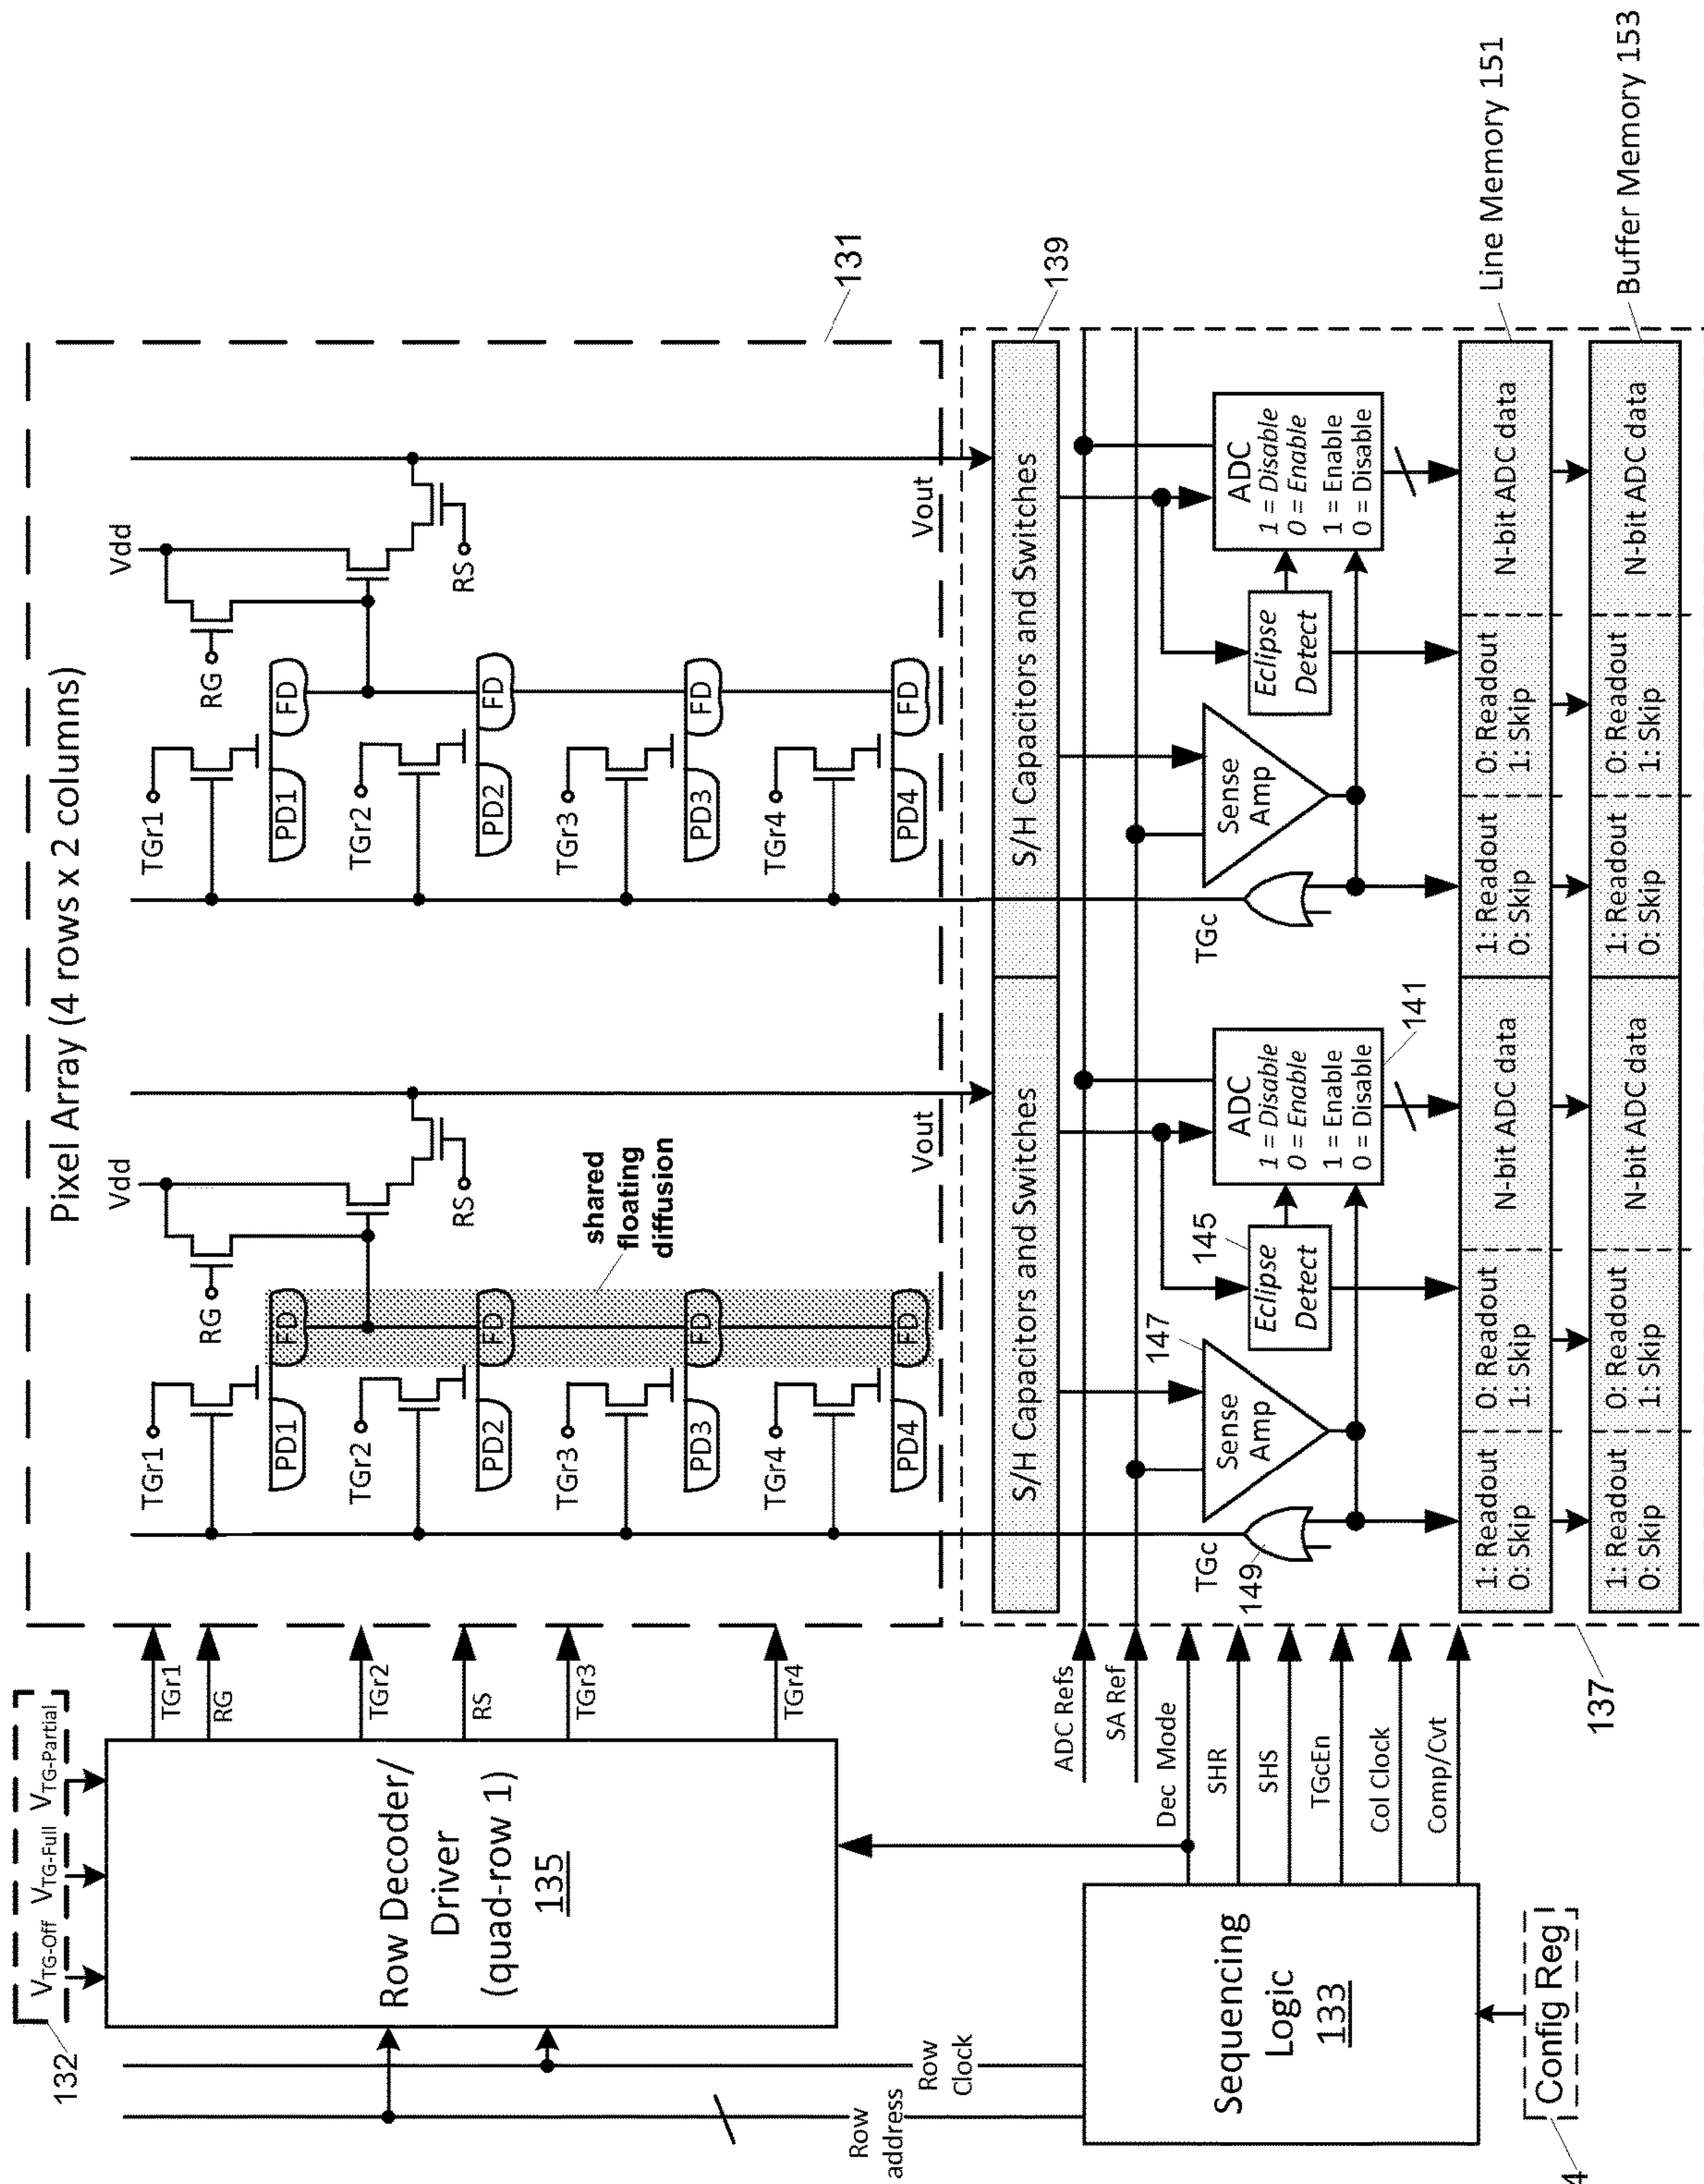 Pixel Array (4 rows x 2 columns)
132
VTG-Off
VTG-Full
VTG-Partial
Row Decoder/
Driver
(quad-row 1)
135
Row
address
Row
Clock
TGr1
RG
TGr2
RS
TGr3
TGr4
TGr1
PD1
FD
TGr2
PD2
FD
TGr3
PD3
FD
TGr4
PD4
FD
RG
Vdd
RS
shared
floating
diffusion
Vout
TGr1
PD1
FD
TGr2
PD2
FD
TGr3
PD3
FD
TGr4
PD4
FD
RG
Vdd
RS
Vout
131
Sequencing
Logic
133
Config Reg
4
ADC Refs
SA Ref
Dec Mode
SHR
SHS
TGcEn
Col Clock
Comp/Cvt
137
S/H Capacitors and Switches
S/H Capacitors and Switches
139
TGc
149
Sense
Amp
147
Eclipse
Detect
145
ADC
1 = Disable
0 = Enable
1 = Enable
0 = Disable
141
TGc
Sense
Amp
Eclipse
Detect
ADC
1 = Disable
0 = Enable
1 = Enable
0 = Disable
1: Readout
0: Skip
0: Readout
1: Skip
N-bit ADC data
1: Readout
0: Skip
0: Readout
1: Skip
N-bit ADC data
Line Memory 151
1: Readout
0: Skip
0: Readout
1: Skip
N-bit ADC data
1: Readout
0: Skip
0: Readout
1: Skip
N-bit ADC data
Buffer Memory 153